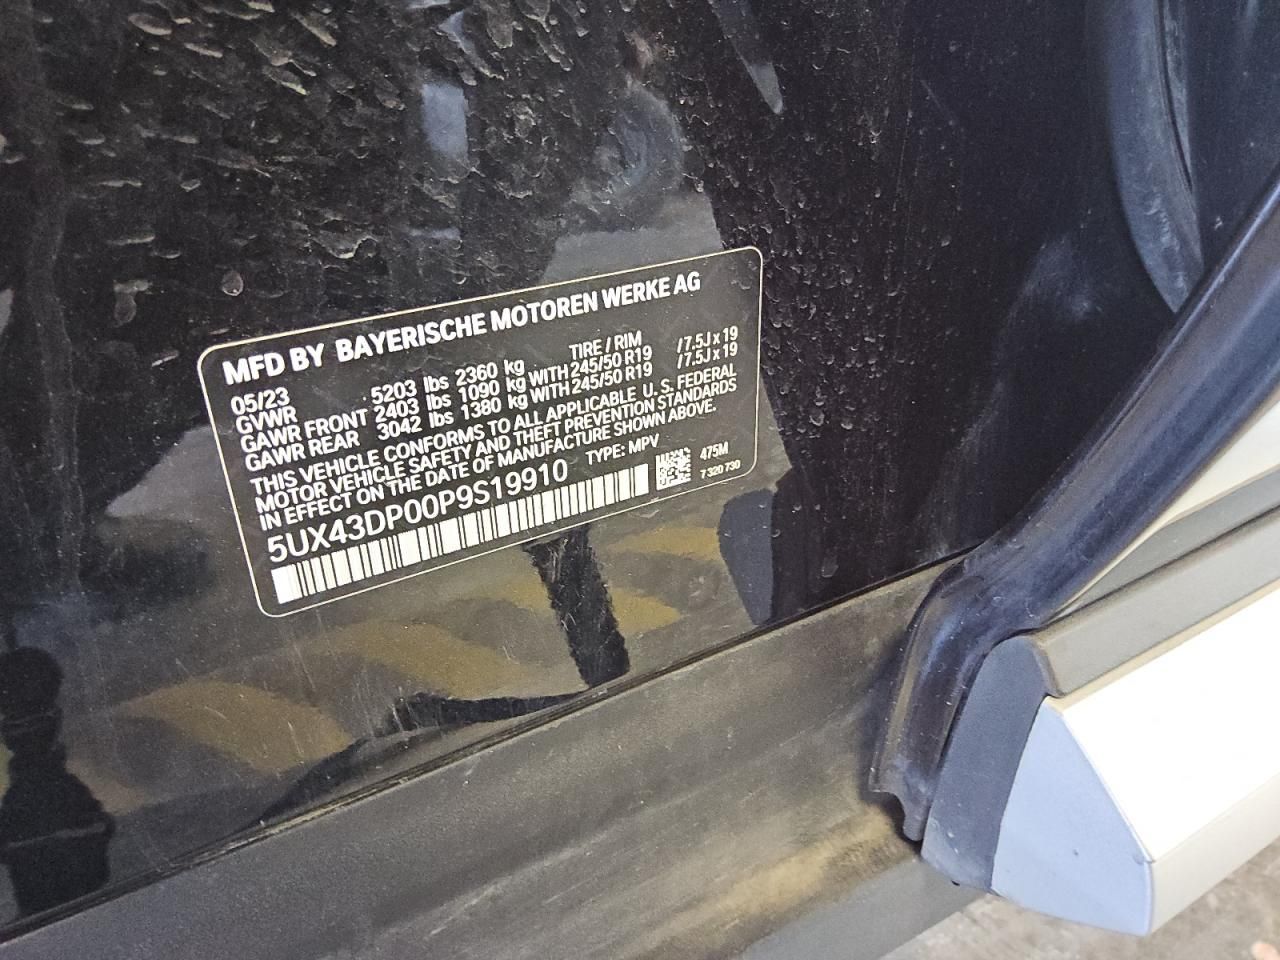 MFD BY BAYERISCHE MOTOREN WERKE AG
05/23 TIRE / RIM
GVWR 5203 lbs 2360 kg
GAWR FRONT 2403 lbs 1090 kg WITH 245/50 R19 / 7.5J x 19
GAWR REAR 3042 lbs 1380 kg WITH 245/50 R19 / 7.5J x 19
THIS VEHICLE CONFORMS TO ALL APPLICABLE U. S. FEDERAL
MOTOR VEHICLE SAFETY AND THEFT PREVENTION STANDARDS
IN EFFECT ON THE DATE OF MANUFACTURE SHOWN ABOVE.
5UX43DP00P9S19910 TYPE: MPV
475M
7 320 730